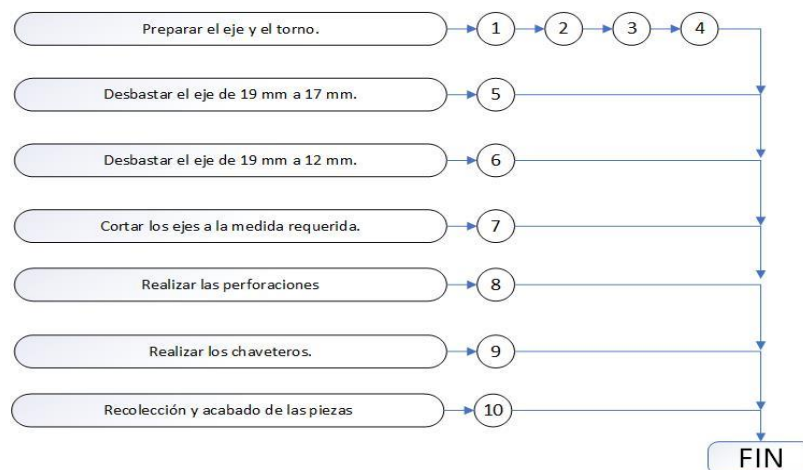 Preparar el eje y el torno. 1 2 3 4
Desbastar el eje de 19 mm a 17 mm. 5
Desbastar el eje de 19 mm a 12 mm. 6
Cortar los ejes a la medida requerida. 7
Realizar las perforaciones 8
Realizar los chaveteros. 9
Recolección y acabado de las piezas 10
FIN